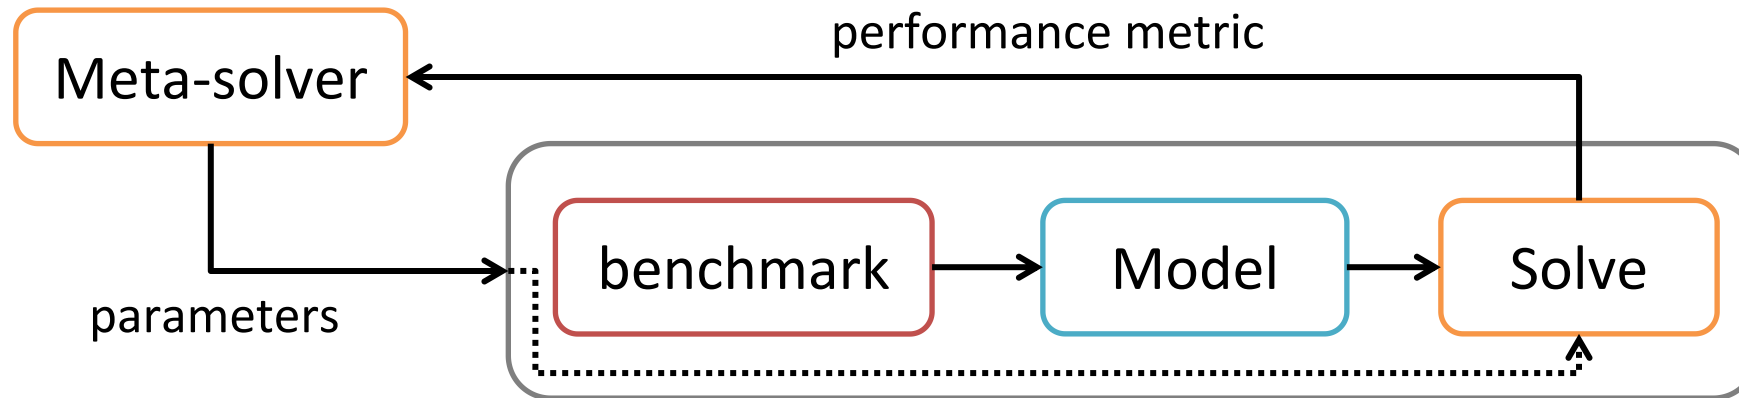 performance metric
Meta-solver
benchmark
Model
Solve
parameters